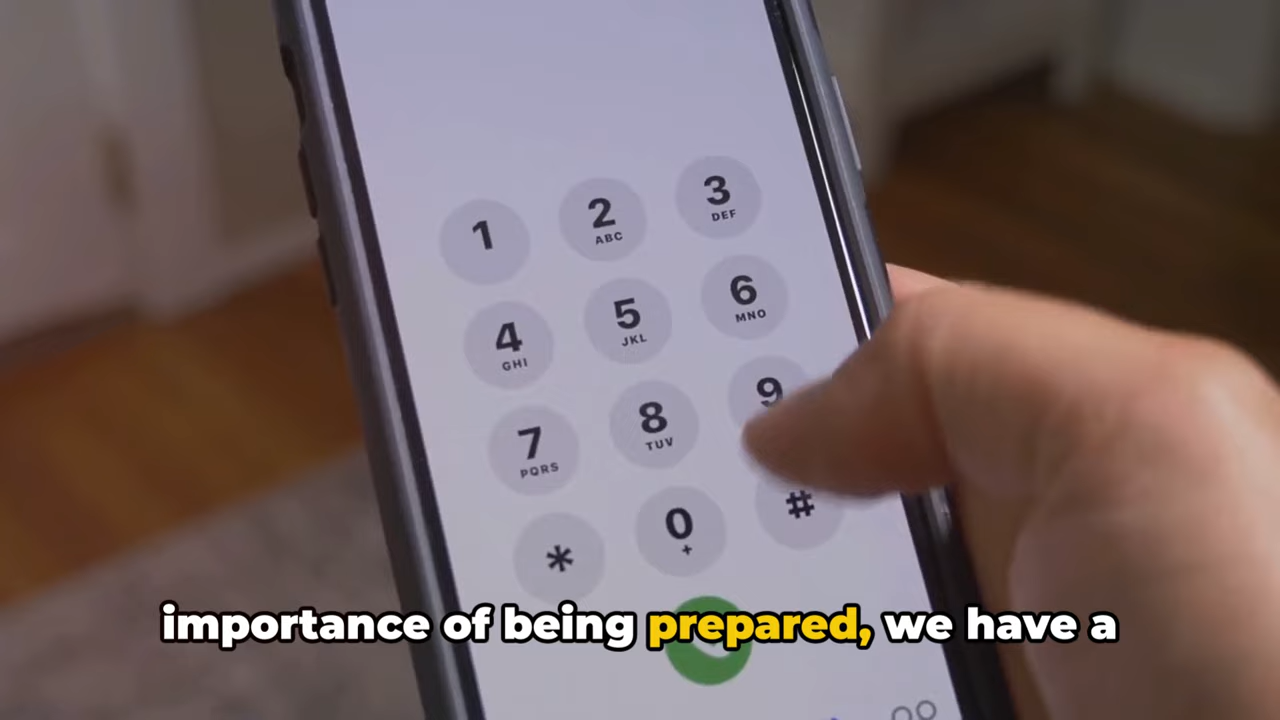 1
2
ABC
3
DEF
4
GHI
5
JKL
6
MNO
7
PQRS
8
TUV
9
*
0
+
#
importance of being prepared, we have a